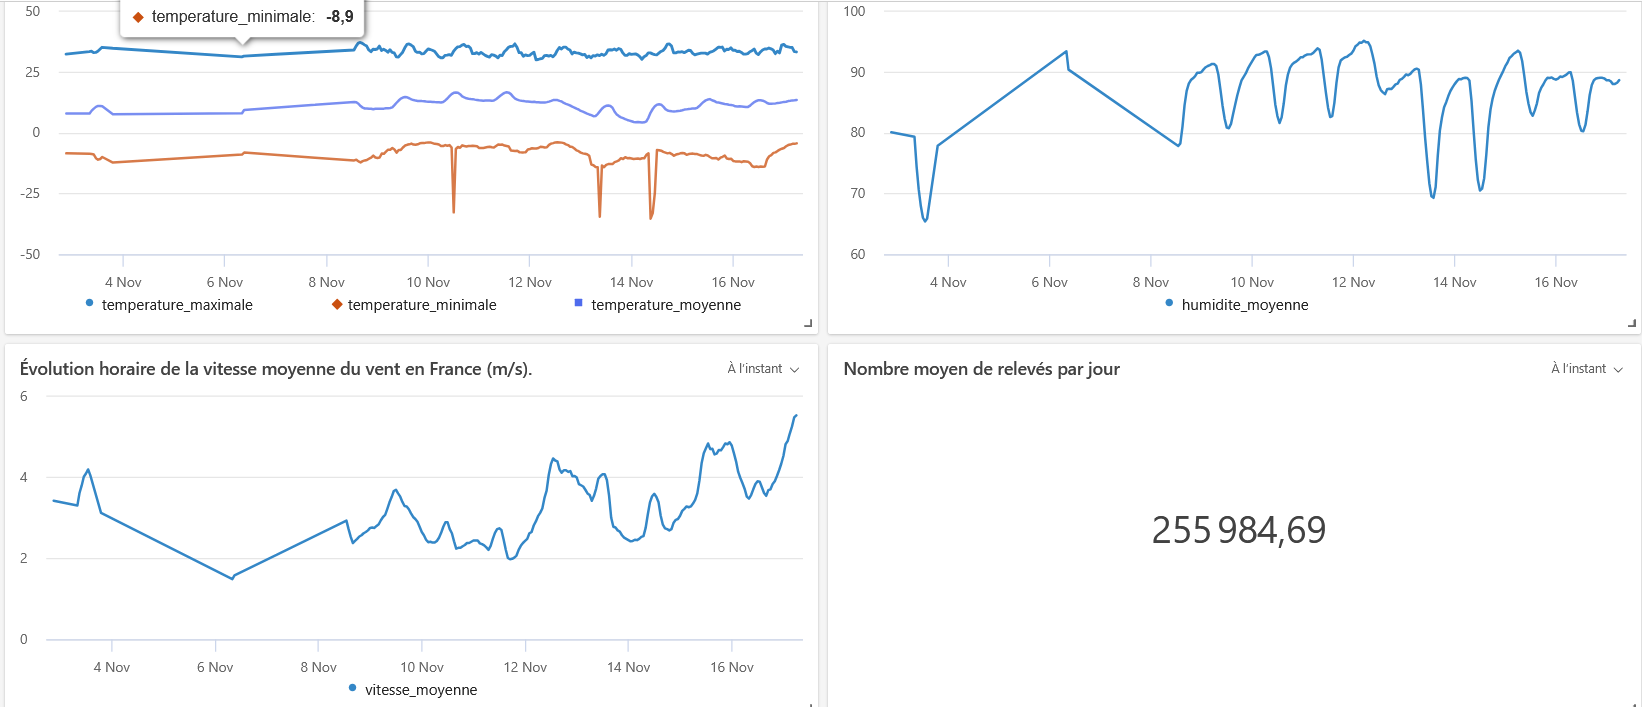 temperature_minimale: -8,9
50
25
0
-25
-50
4 Nov 6 Nov 8 Nov 10 Nov 12 Nov 14 Nov 16 Nov
temperature_maximale temperature_minimale temperature_moyenne
100
90
80
70
60
4 Nov 6 Nov 8 Nov 10 Nov 12 Nov 14 Nov 16 Nov
humidite_moyenne
Évolution horaire de la vitesse moyenne du vent en France (m/s). À l'instant
6
4
2
0
4 Nov 6 Nov 8 Nov 10 Nov 12 Nov 14 Nov 16 Nov
vitesse_moyenne
Nombre moyen de relevés par jour À l'instant
255 984,69